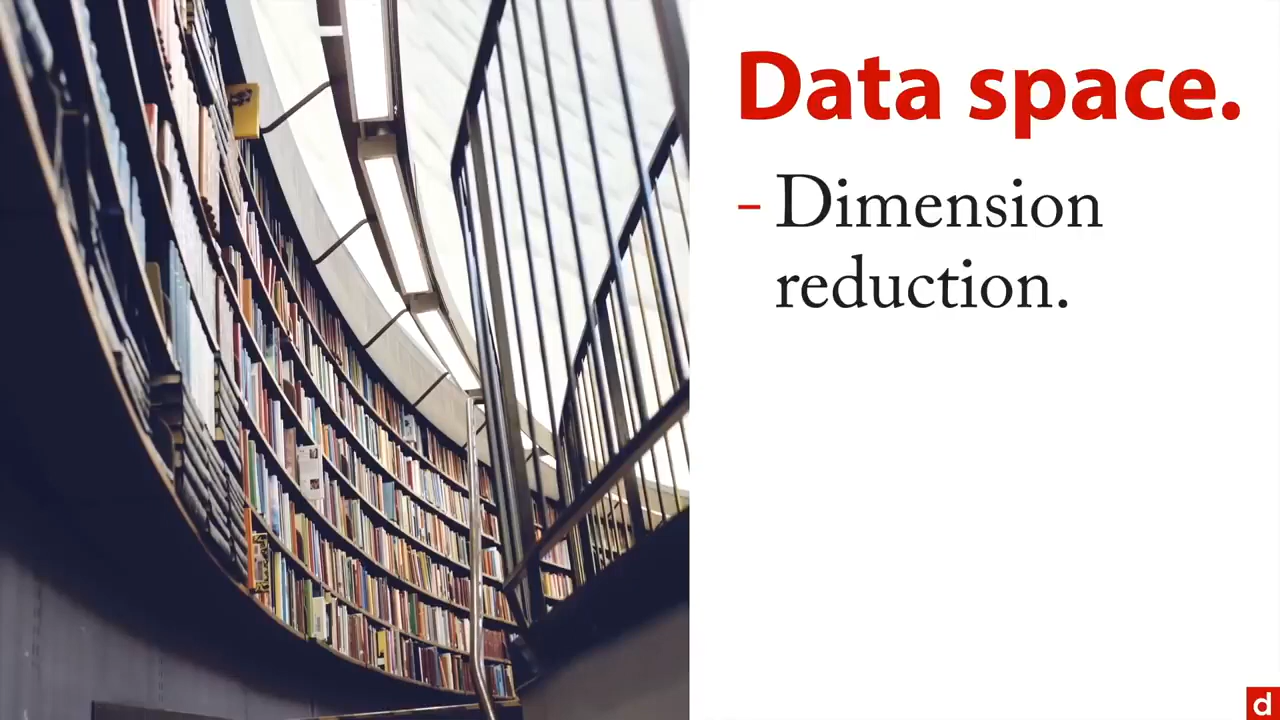 Data space.
- Dimension
reduction.
d